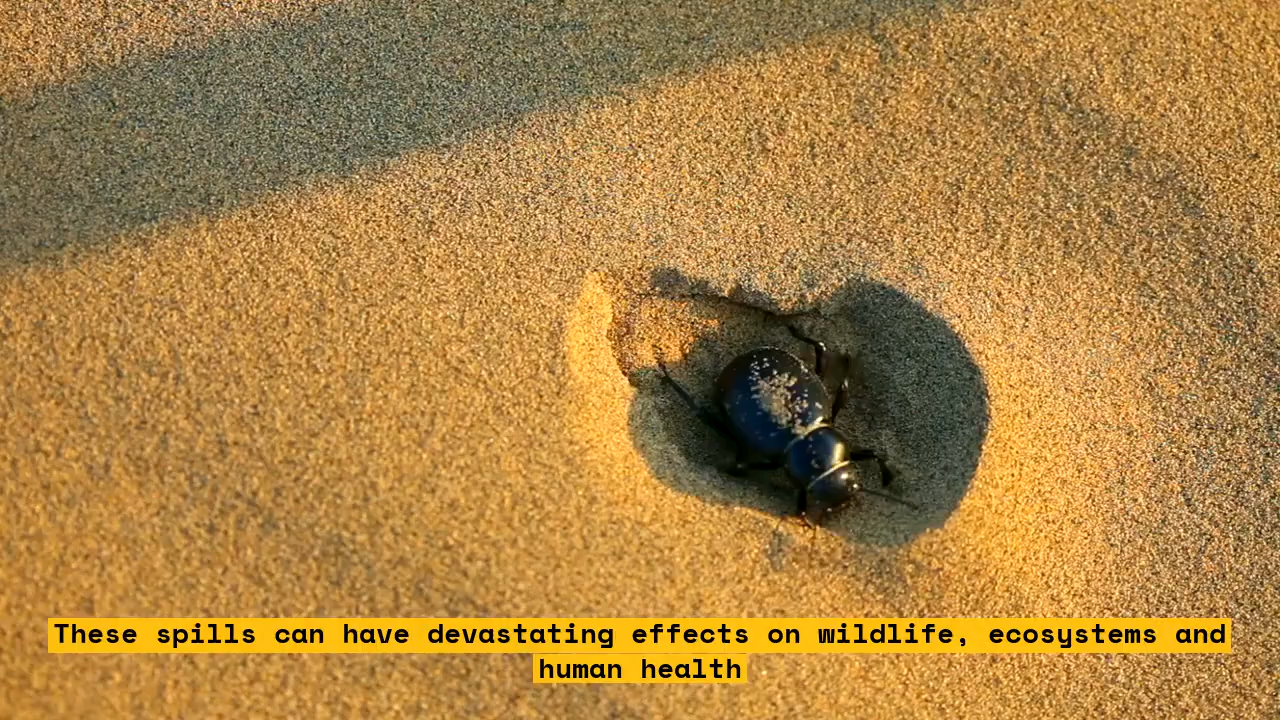 These spills can have devastating effects on wildlife, ecosystems and
human health